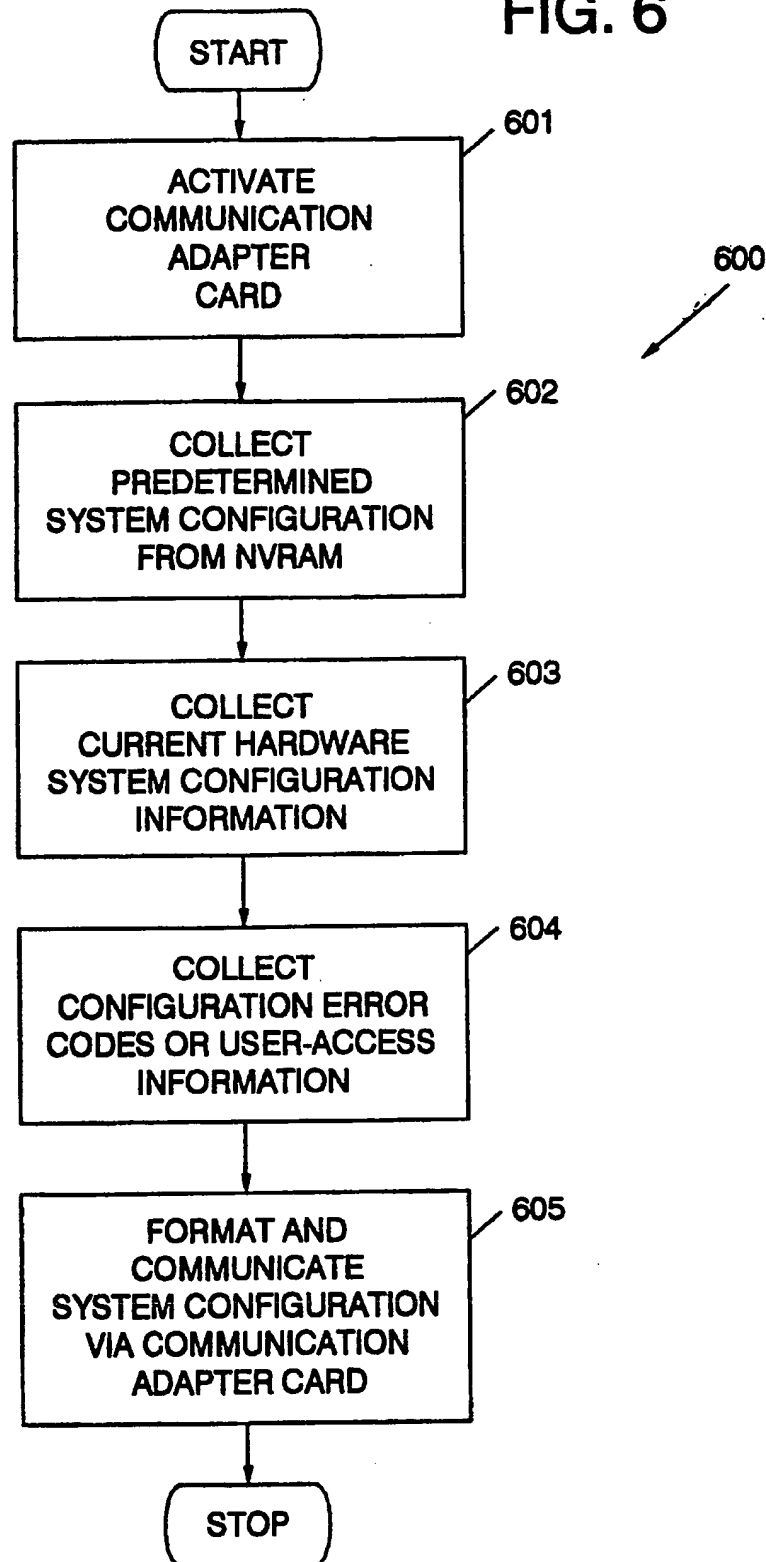 FIG. 6
START
601
ACTIVATE
COMMUNICATION
ADAPTER
CARD
600
602
COLLECT
PREDETERMINED
SYSTEM CONFIGURATION
FROM NVRAM
603
COLLECT
CURRENT HARDWARE
SYSTEM CONFIGURATION
INFORMATION
604
COLLECT
CONFIGURATION ERROR
CODES OR USER-ACCESS
INFORMATION
605
FORMAT AND
COMMUNICATE
SYSTEM CONFIGURATION
VIA COMMUNICATION
ADAPTER CARD
STOP